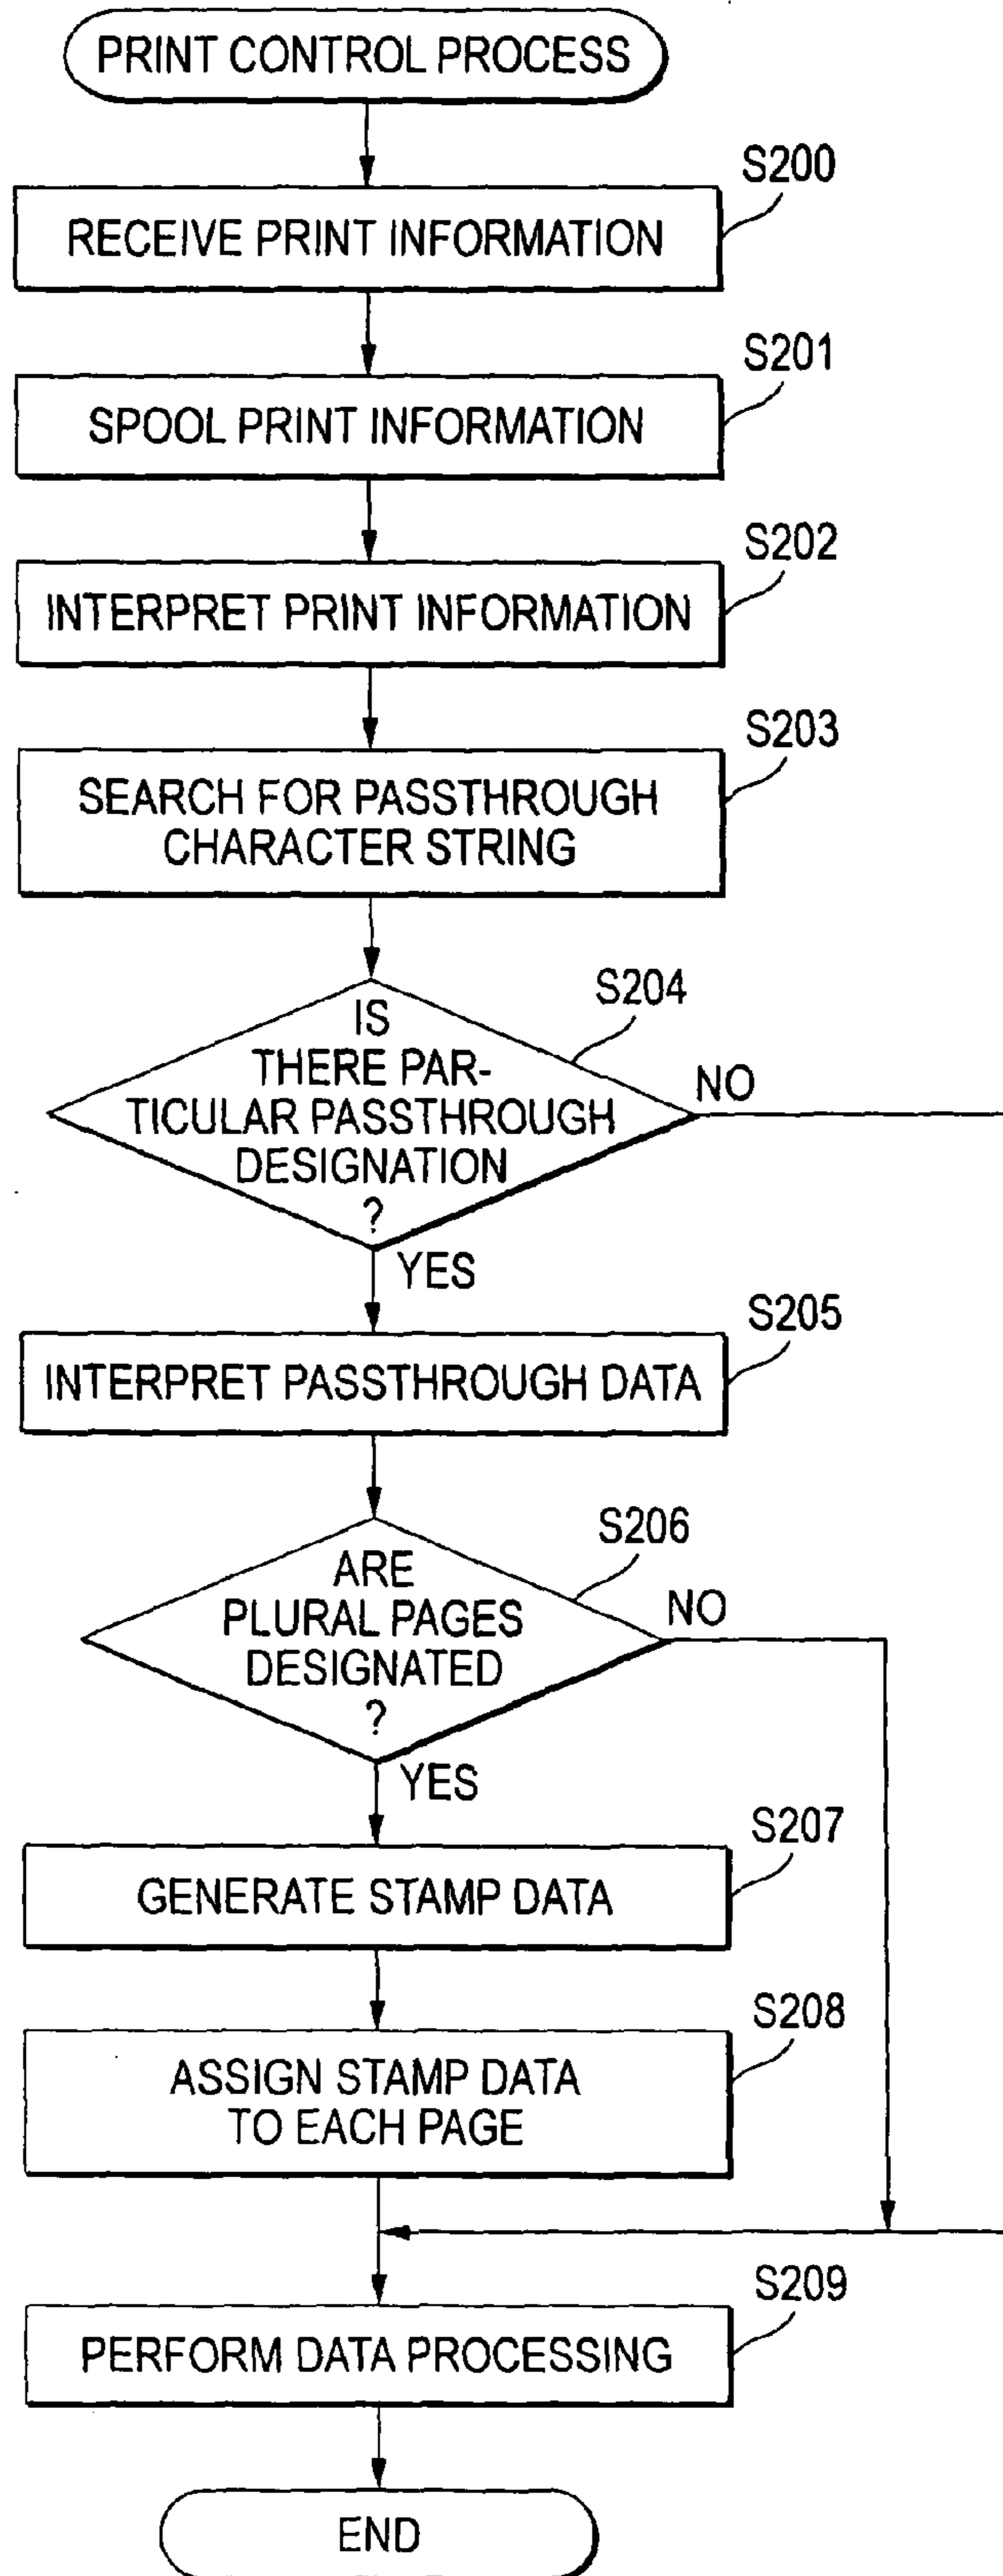 PRINT CONTROL PROCESS
S200
RECEIVE PRINT INFORMATION
S201
SPOOL PRINT INFORMATION
S202
INTERPRET PRINT INFORMATION
S203
SEARCH FOR PASSTHROUGH
CHARACTER STRING
S204
IS
THERE PAR-
TICULAR PASSTHROUGH
DESIGNATION
?
NO
YES
S205
INTERPRET PASSTHROUGH DATA
S206
ARE
PLURAL PAGES
DESIGNATED
?
NO
YES
S207
GENERATE STAMP DATA
S208
ASSIGN STAMP DATA
TO EACH PAGE
S209
PERFORM DATA PROCESSING
END